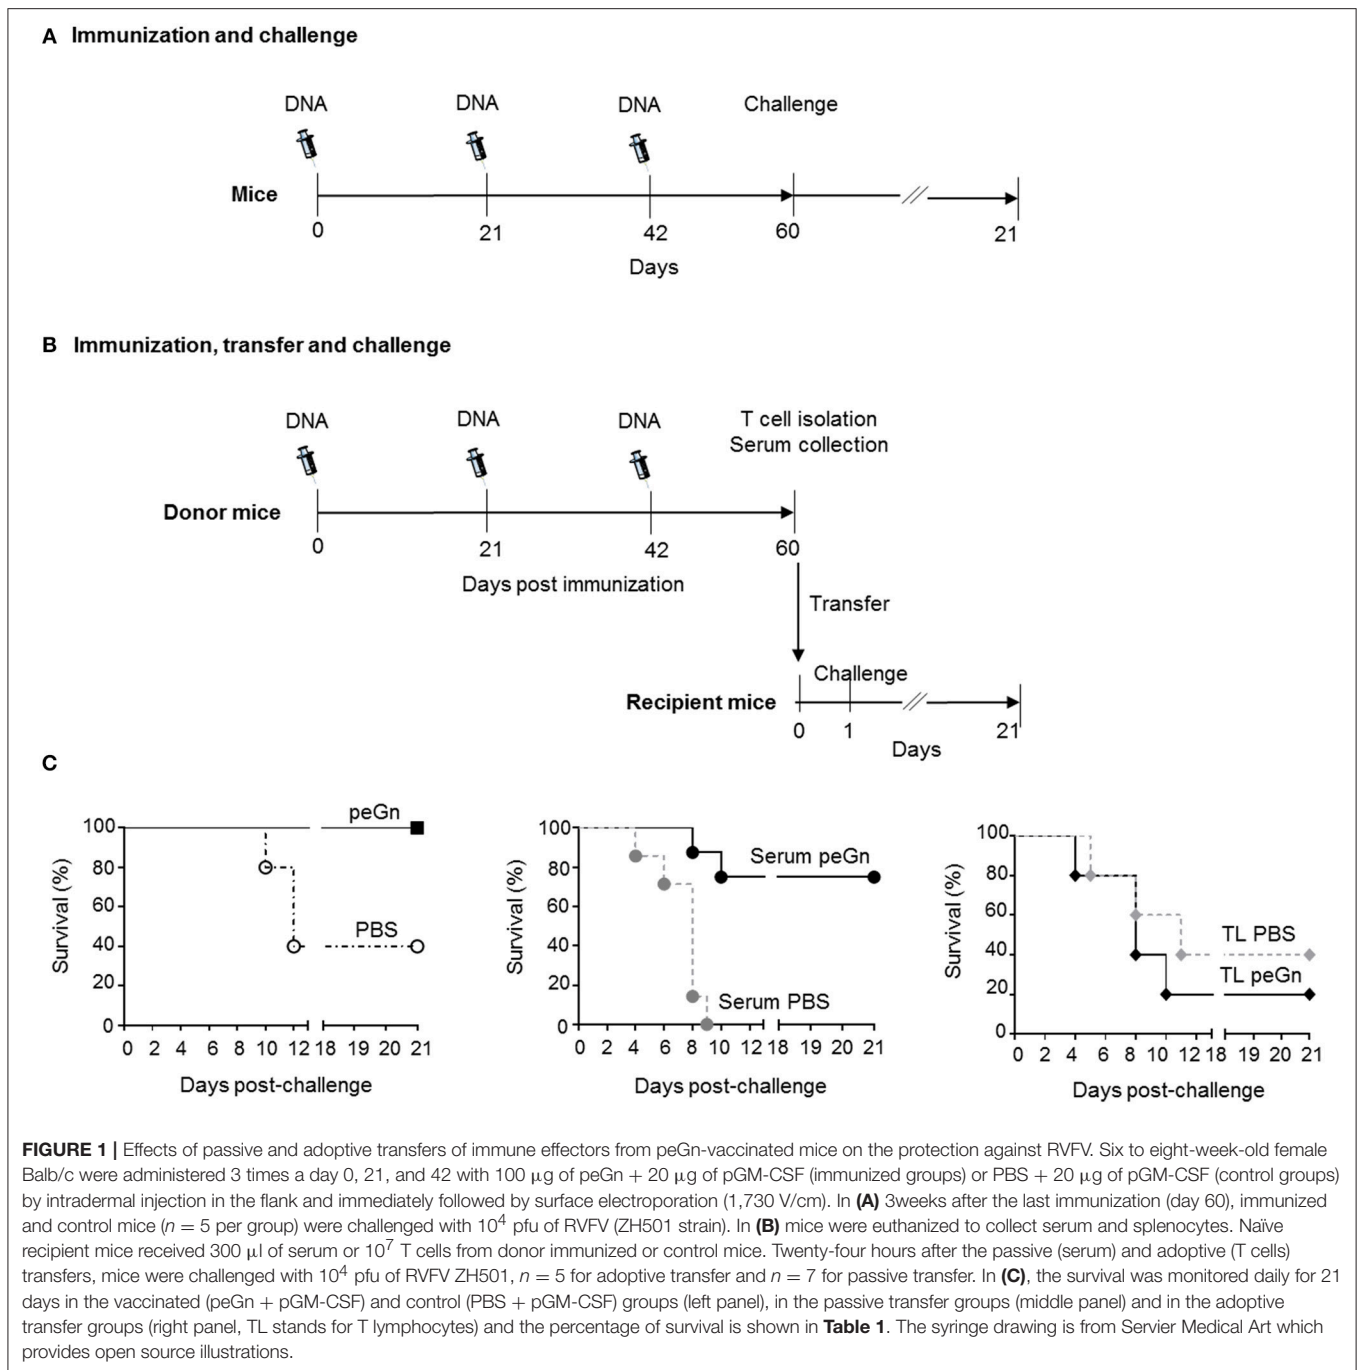 A Immunization and challenge
DNA DNA DNA Challenge
Mice
0 21 42 60 21
Days
B Immunization, transfer and challenge
DNA DNA DNA T cell isolation
Serum collection
Donor mice
0 21 42 60
Days post immunization
Transfer
Challenge
Recipient mice
0 1 21
Days
C
peGn
PBS
Survival (%)
100
80
60
40
20
0
0 2 4 6 8 10 12 18 19 20 21
Days post-challenge
Serum peGn
Serum PBS
Survival (%)
100
80
60
40
20
0
0 2 4 6 8 10 12 18 19 20 21
Days post-challenge
TL PBS
TL peGn
Survival (%)
100
80
60
40
20
0
0 2 4 6 8 10 12 18 19 20 21
Days post-challenge
FIGURE 1 | Effects of passive and adoptive transfers of immune effectors from peGn-vaccinated mice on the protection against RVFV. Six to eight-week-old female
Balb/c were administered 3 times a day 0, 21, and 42 with 100 μg of peGn + 20 μg of pGM-CSF (immunized groups) or PBS + 20 μg of pGM-CSF (control groups)
by intradermal injection in the flank and immediately followed by surface electroporation (1,730 V/cm). In (A) 3weeks after the last immunization (day 60), immunized
and control mice (n = 5 per group) were challenged with 10⁴ pfu of RVFV (ZH501 strain). In (B) mice were euthanized to collect serum and splenocytes. Naïve
recipient mice received 300 μl of serum or 10⁷ T cells from donor immunized or control mice. Twenty-four hours after the passive (serum) and adoptive (T cells)
transfers, mice were challenged with 10⁴ pfu of RVFV ZH501, n = 5 for adoptive transfer and n = 7 for passive transfer. In (C), the survival was monitored daily for 21
days in the vaccinated (peGn + pGM-CSF) and control (PBS + pGM-CSF) groups (left panel), in the passive transfer groups (middle panel) and in the adoptive
transfer groups (right panel, TL stands for T lymphocytes) and the percentage of survival is shown in Table 1. The syringe drawing is from Servier Medical Art which
provides open source illustrations.